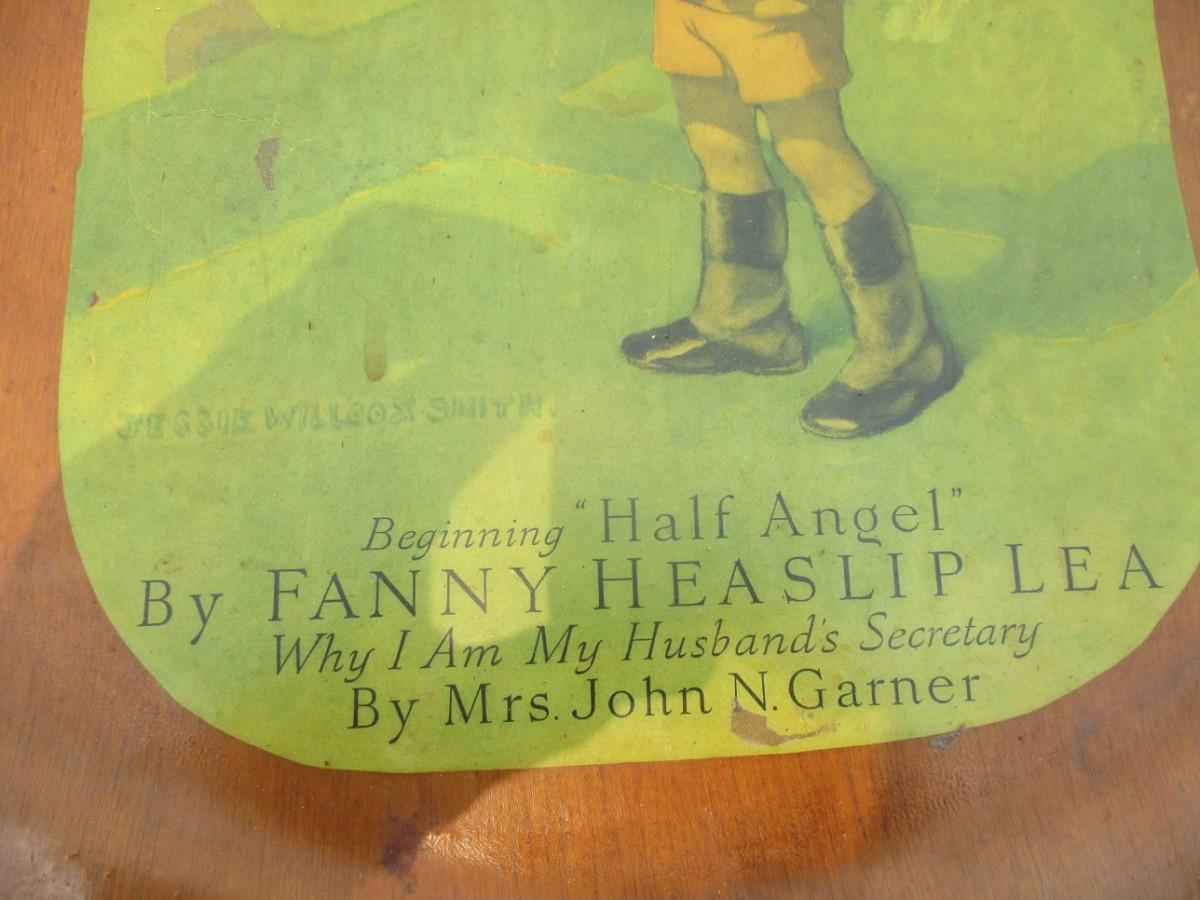 JESSIE WILLCOX SMITH.
Beginning “Half Angel”
By FANNY HEASLIP LEA
Why I Am My Husband's Secretary
By Mrs. John N. Garner